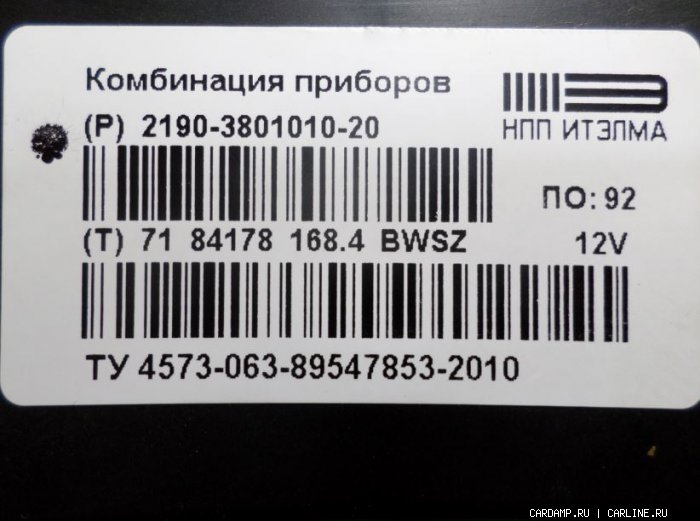 Комбинация приборов
(P) 2190-3801010-20
НПП ИТЭЛМА
ПО: 92
(T) 71 84178 168.4 BWSZ
12V
ТУ 4573-063-89547853-2010
CARDAMP.RU | CARLINE.RU